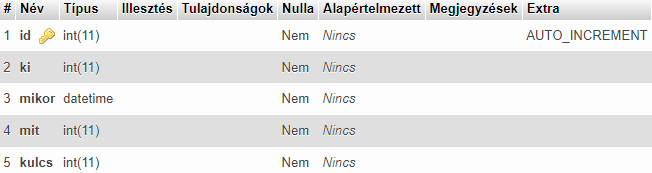 # Név Típus Illesztés Tulajdonságok Nulla Alapértelmezett Megjegyzések Extra
1 id int(11) Nem Nincs AUTO_INCREMENT
2 ki int(11) Nem Nincs
3 mikor datetime Nem Nincs
4 mit int(11) Nem Nincs
5 kulcs int(11) Nem Nincs